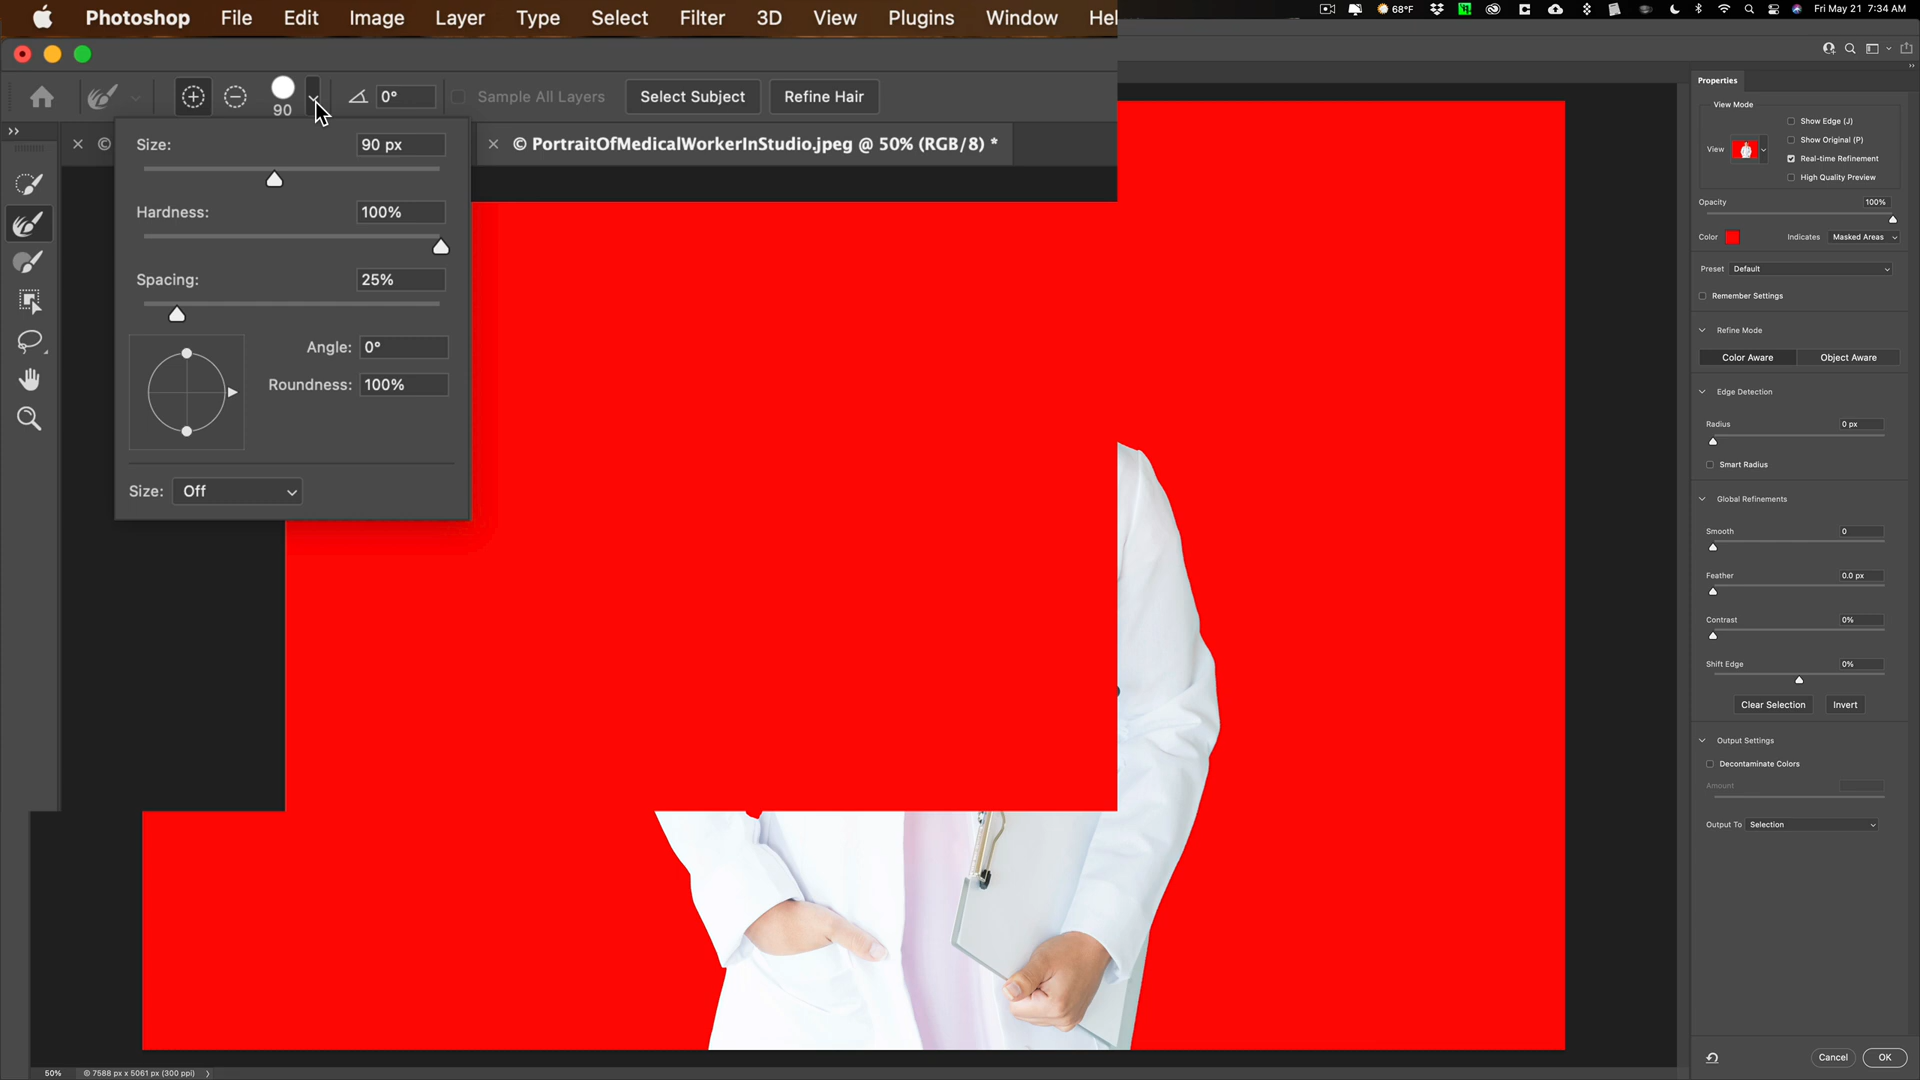 Photoshop File Edit Image Layer Type Select Filter 3D View Plugins Window Hel
68°F Fri May 21 7:34 AM
90 0° Sample All Layers Select Subject Refine Hair
© © PortraitOfMedicalWorkerInStudio.jpeg @ 50% (RGB/8) *
Size: 90 px
Hardness: 100%
Spacing: 25%
Angle: 0°
Roundness: 100%
Size: Off
Properties
View Mode
Show Edge (J)
Show Original (P)
View
Real-time Refinement
High Quality Preview
Opacity 100%
Color Indicates Masked Areas
Preset Default
Remember Settings
Refine Mode
Color Aware Object Aware
Edge Detection
Radius 0 px
Smart Radius
Global Refinements
Smooth 0
Feather 0.0 px
Contrast 0%
Shift Edge 0%
Clear Selection Invert
Output Settings
Decontaminate Colors
Amount
Output To Selection
Cancel OK
50% © 7588 px x 5061 px (300 ppi)